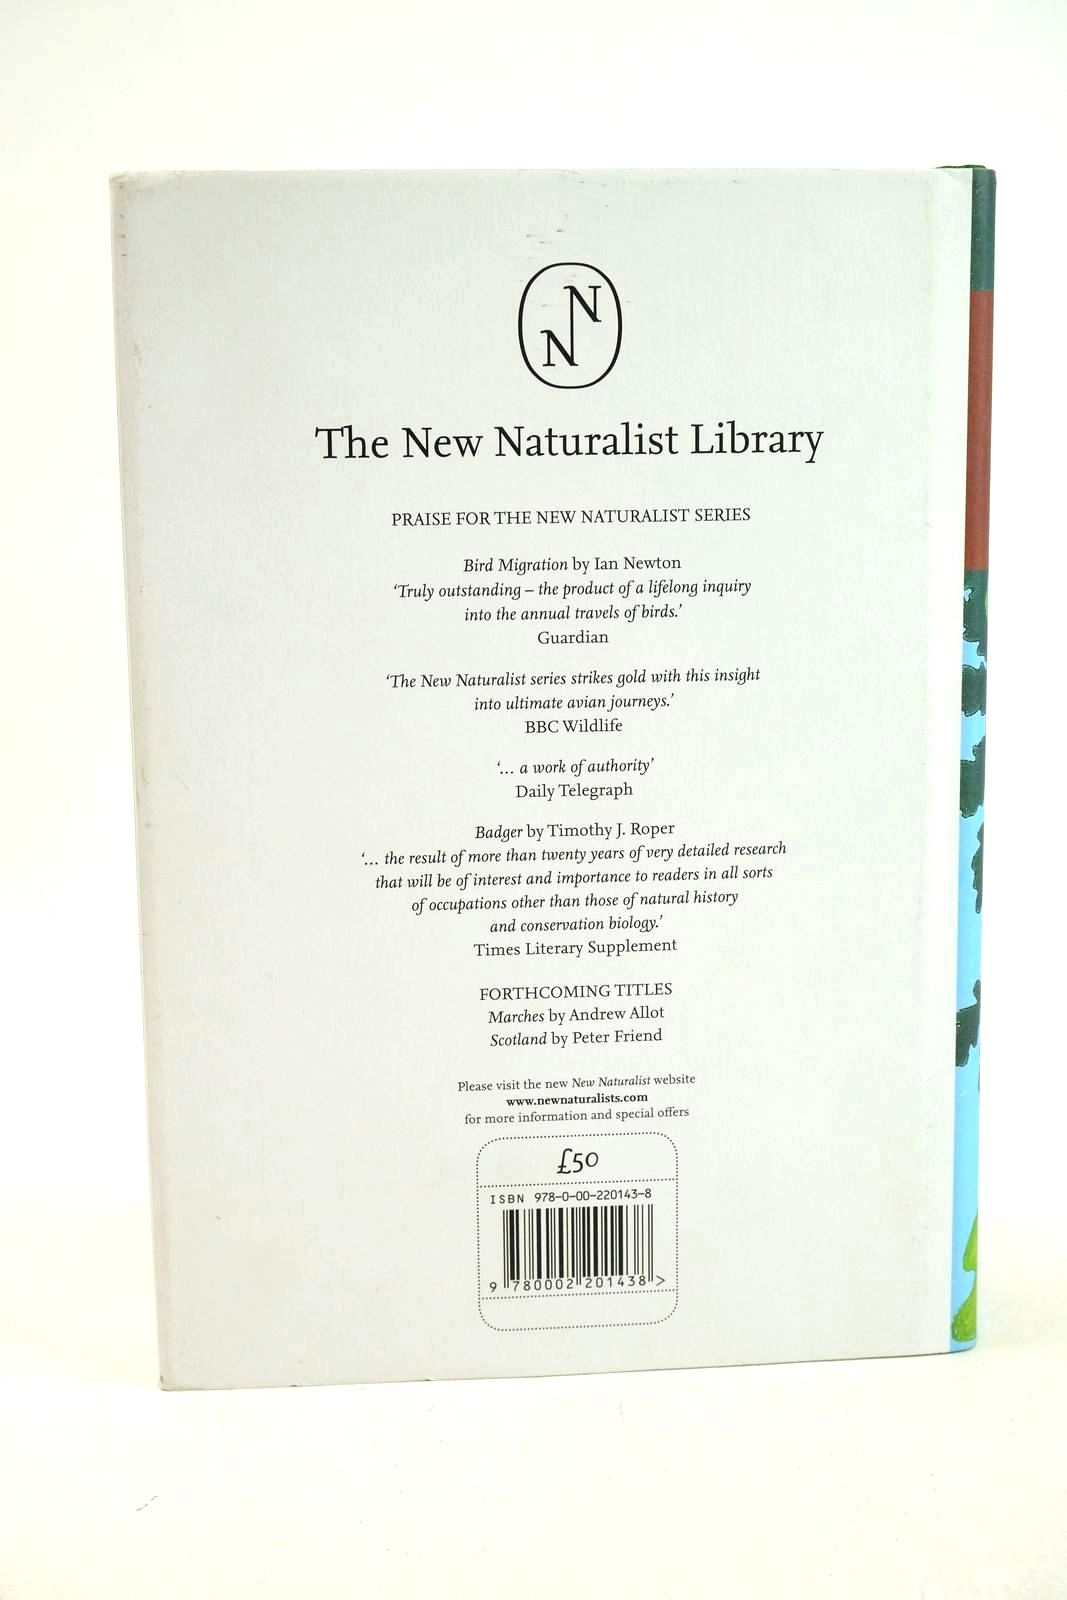 NN
The New Naturalist Library
PRAISE FOR THE NEW NATURALIST SERIES
Bird Migration by Ian Newton
‘Truly outstanding – the product of a lifelong inquiry
into the annual travels of birds.’
Guardian
‘The New Naturalist series strikes gold with this insight
into ultimate avian journeys.’
BBC Wildlife
‘... a work of authority’
Daily Telegraph
Badger by Timothy J. Roper
‘... the result of more than twenty years of very detailed research
that will be of interest and importance to readers in all sorts
of occupations other than those of natural history
and conservation biology.’
Times Literary Supplement
FORTHCOMING TITLES
Marches by Andrew Allot
Scotland by Peter Friend
Please visit the new New Naturalist website
www.newnaturalists.com
for more information and special offers
£50
ISBN 978-0-00-220143-8
9 780002 201438 >